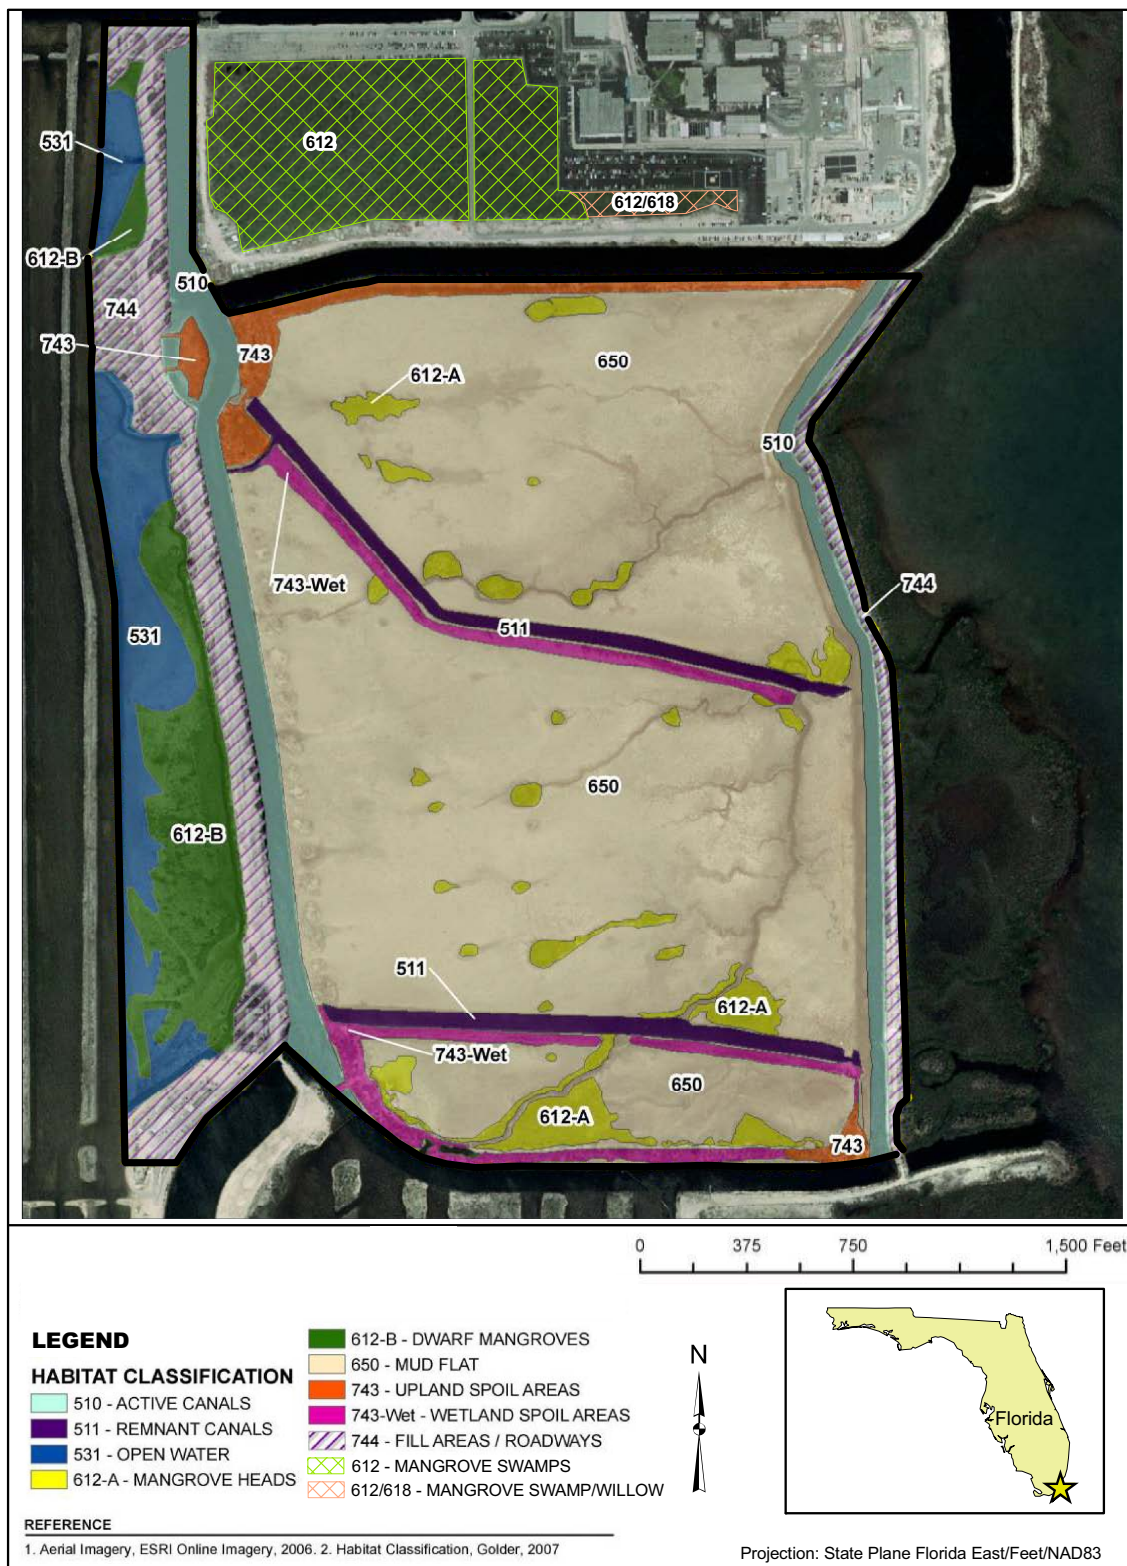 612
531
612/618
612-B
510
744
743
743
650
612-A
510
743-Wet
744
531
511
650
612-B
511
612-A
743-Wet
650
612-A
743
0 375 750 1,500 Feet
LEGEND
HABITAT CLASSIFICATION
510 - ACTIVE CANALS
511 - REMNANT CANALS
531 - OPEN WATER
612-A - MANGROVE HEADS
612-B - DWARF MANGROVES
650 - MUD FLAT
743 - UPLAND SPOIL AREAS
743-Wet - WETLAND SPOIL AREAS
744 - FILL AREAS / ROADWAYS
612 - MANGROVE SWAMPS
612/618 - MANGROVE SWAMP/WILLOW
N
Florida
REFERENCE
1. Aerial Imagery, ESRI Online Imagery, 2006. 2. Habitat Classification, Golder, 2007
Projection: State Plane Florida East/Feet/NAD83